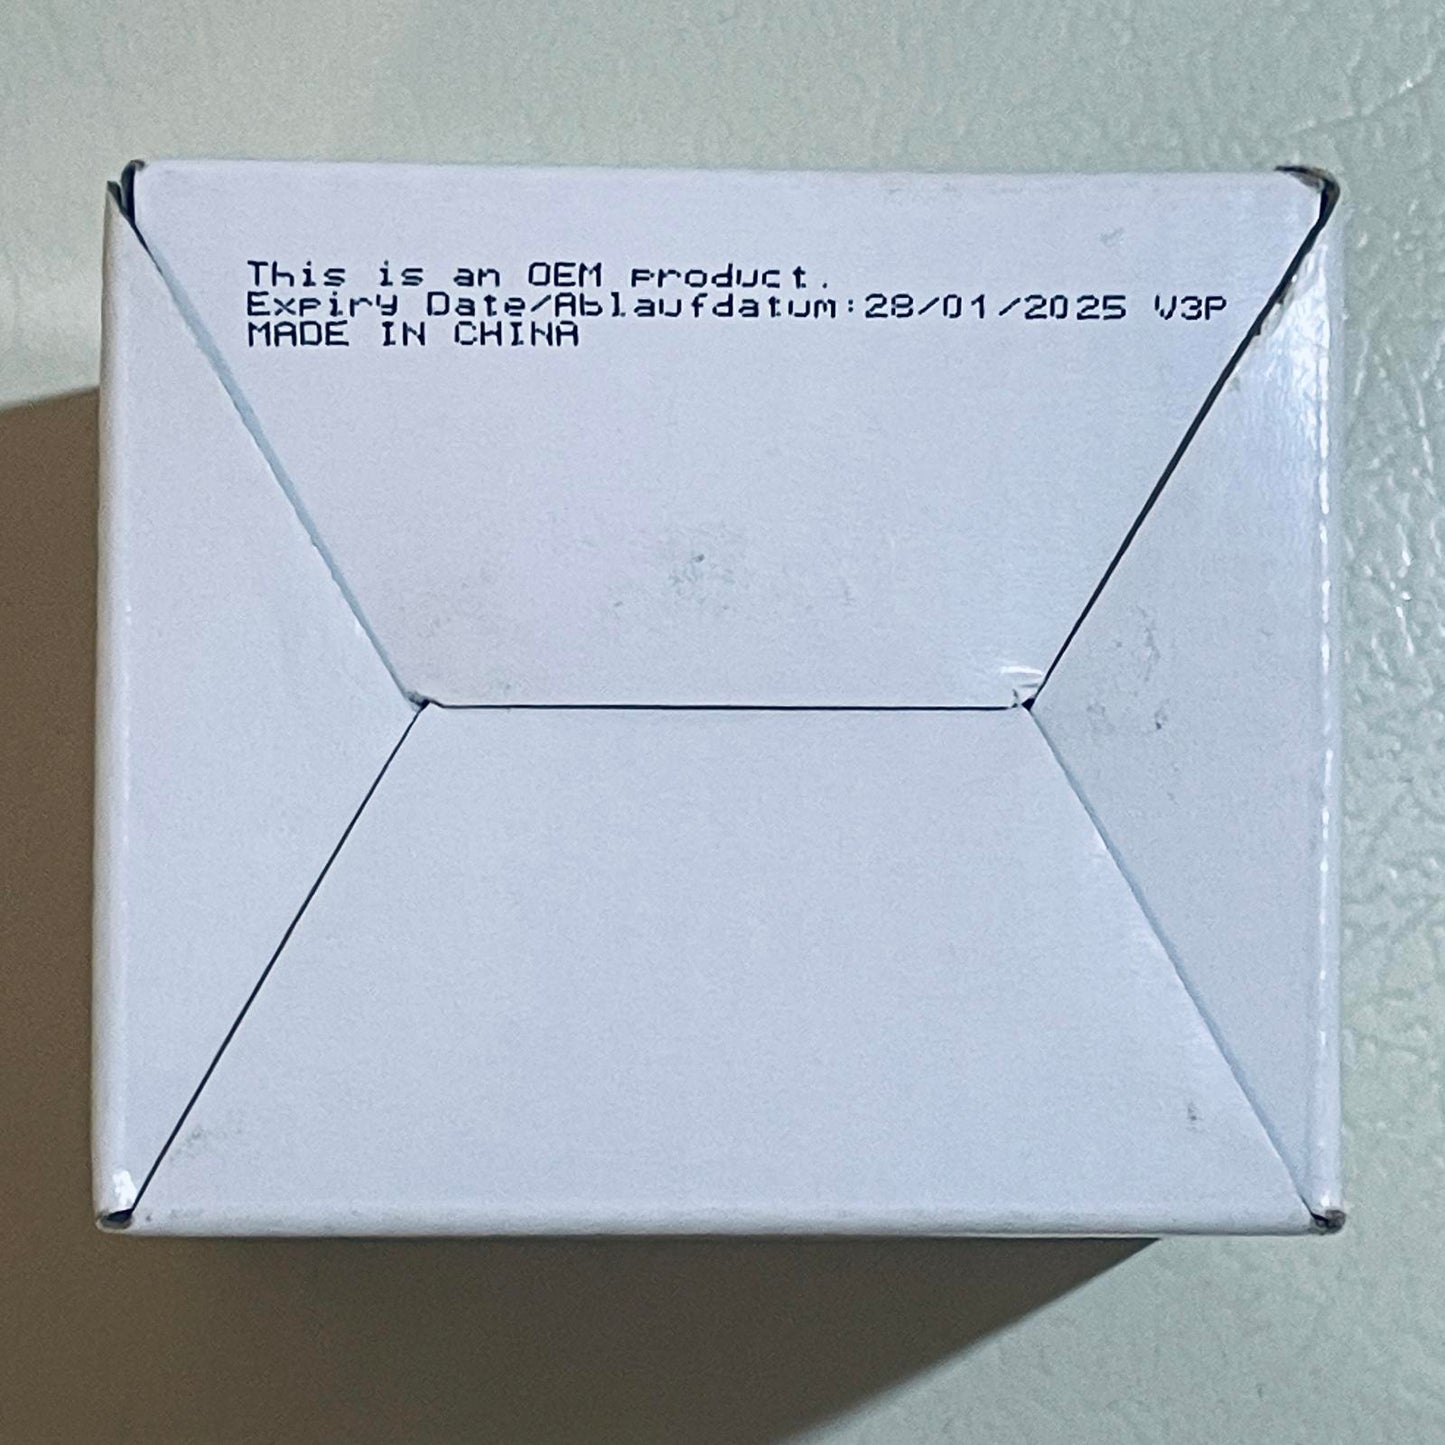 This is an OEM product.
Expiry Date/Ablaufdatum:28/01/2025 V3P
MADE IN CHINA